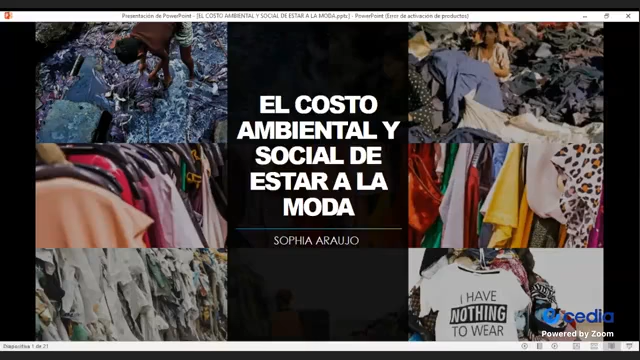 Presentación de PowerPoint - [EL COSTO AMBIENTAL Y SOCIAL DE ESTAR A LA MODA.pptx] - PowerPoint (Error de activación de productos)
EL COSTO
AMBIENTAL Y
SOCIAL DE
ESTAR A LA
MODA
SOPHIA ARAUJO
I HAVE
NOTHING
TO WEAR
cedia
Powered by Zoom
Diapositiva 1 de 21